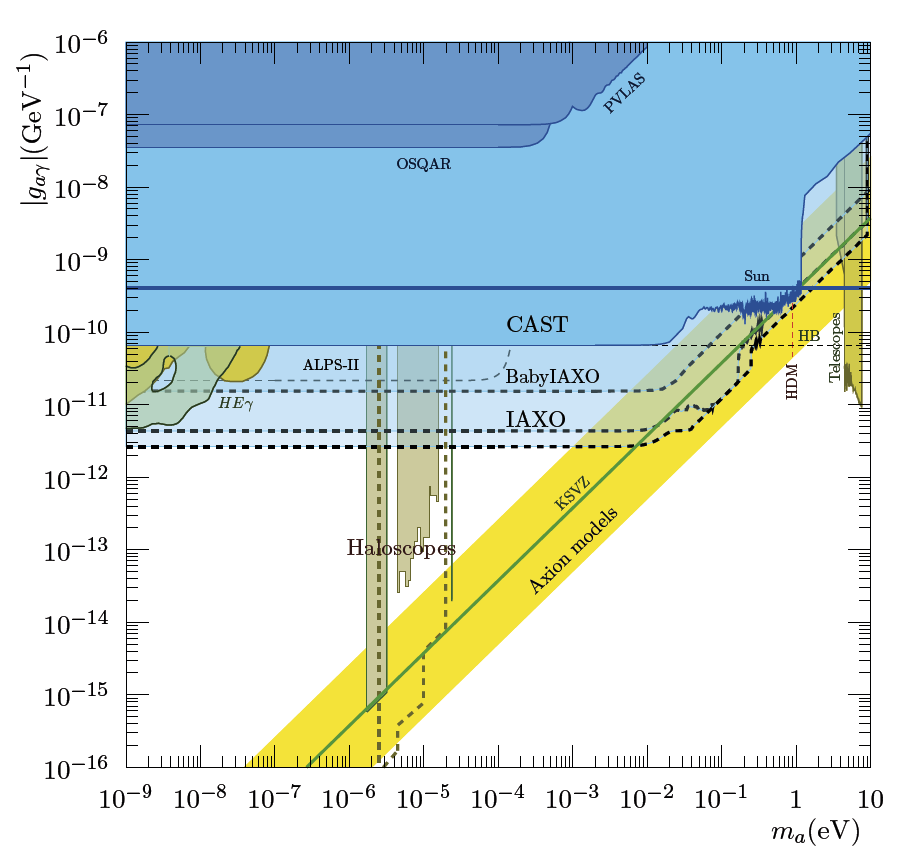 10⁻⁶
10⁻⁷
10⁻⁸
10⁻⁹
10⁻¹⁰
10⁻¹¹
10⁻¹²
10⁻¹³
10⁻¹⁴
10⁻¹⁵
10⁻¹⁶
|g_{aγ}|(GeV⁻¹)
PVLAS
OSQAR
Sun
CAST
HB
ALPS-II
BabyIAXO
Telescopes
HDM
HEγ
IAXO
KSVZ
Haloscopes
Axion models
10⁻⁹ 10⁻⁸ 10⁻⁷ 10⁻⁶ 10⁻⁵ 10⁻⁴ 10⁻³ 10⁻² 10⁻¹ 1 10
m_a(eV)